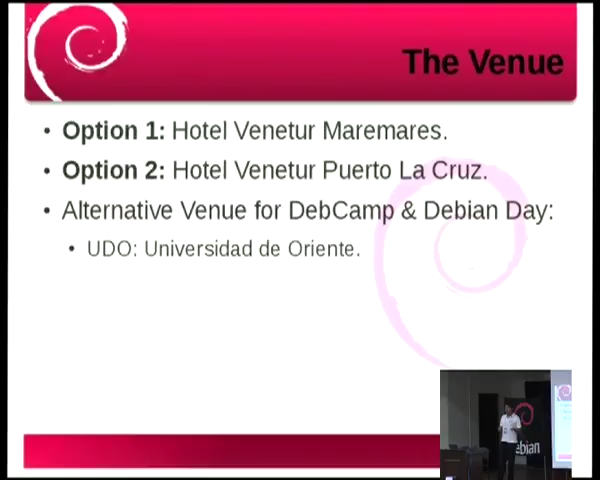 The Venue
• Option 1: Hotel Venetur Maremares.
• Option 2: Hotel Venetur Puerto La Cruz.
• Alternative Venue for DebCamp & Debian Day:
• UDO: Universidad de Oriente.
ebian